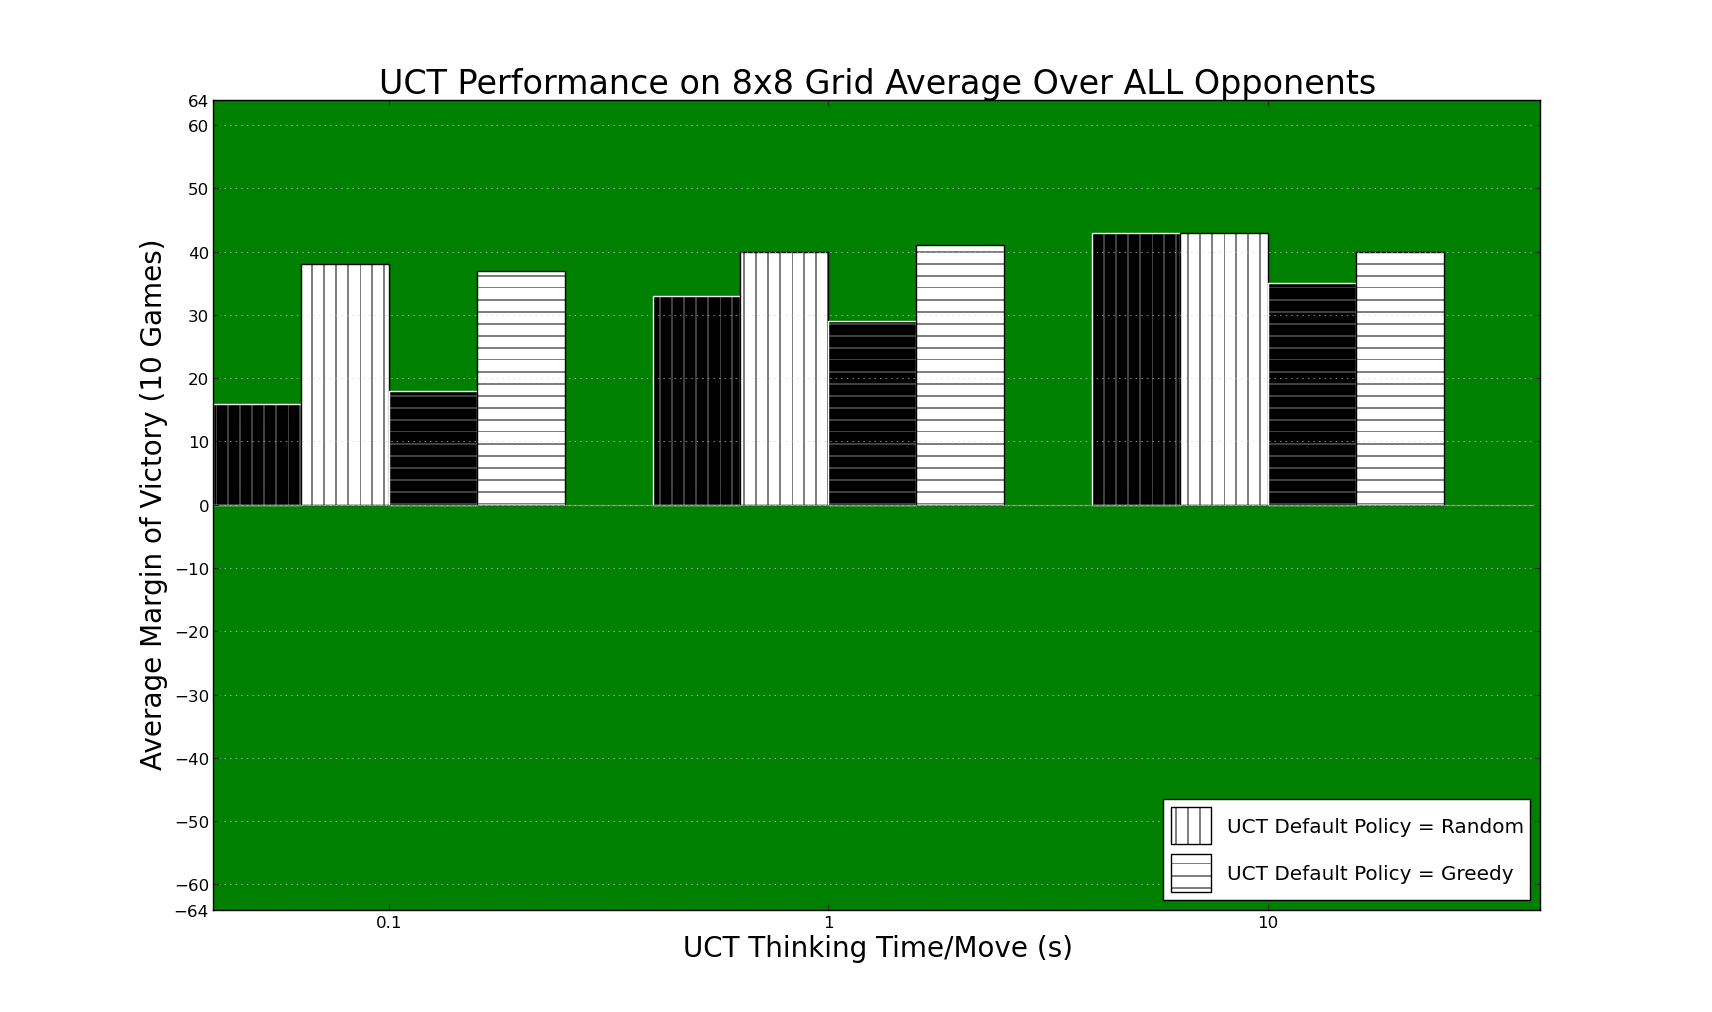 UCT Performance on 8x8 Grid Average Over ALL Opponents
Average Margin of Victory (10 Games)
64
60
50
40
30
20
10
0
−10
−20
−30
−40
−50
−60
−64
UCT Default Policy = Random
UCT Default Policy = Greedy
0.1 1 10
UCT Thinking Time/Move (s)